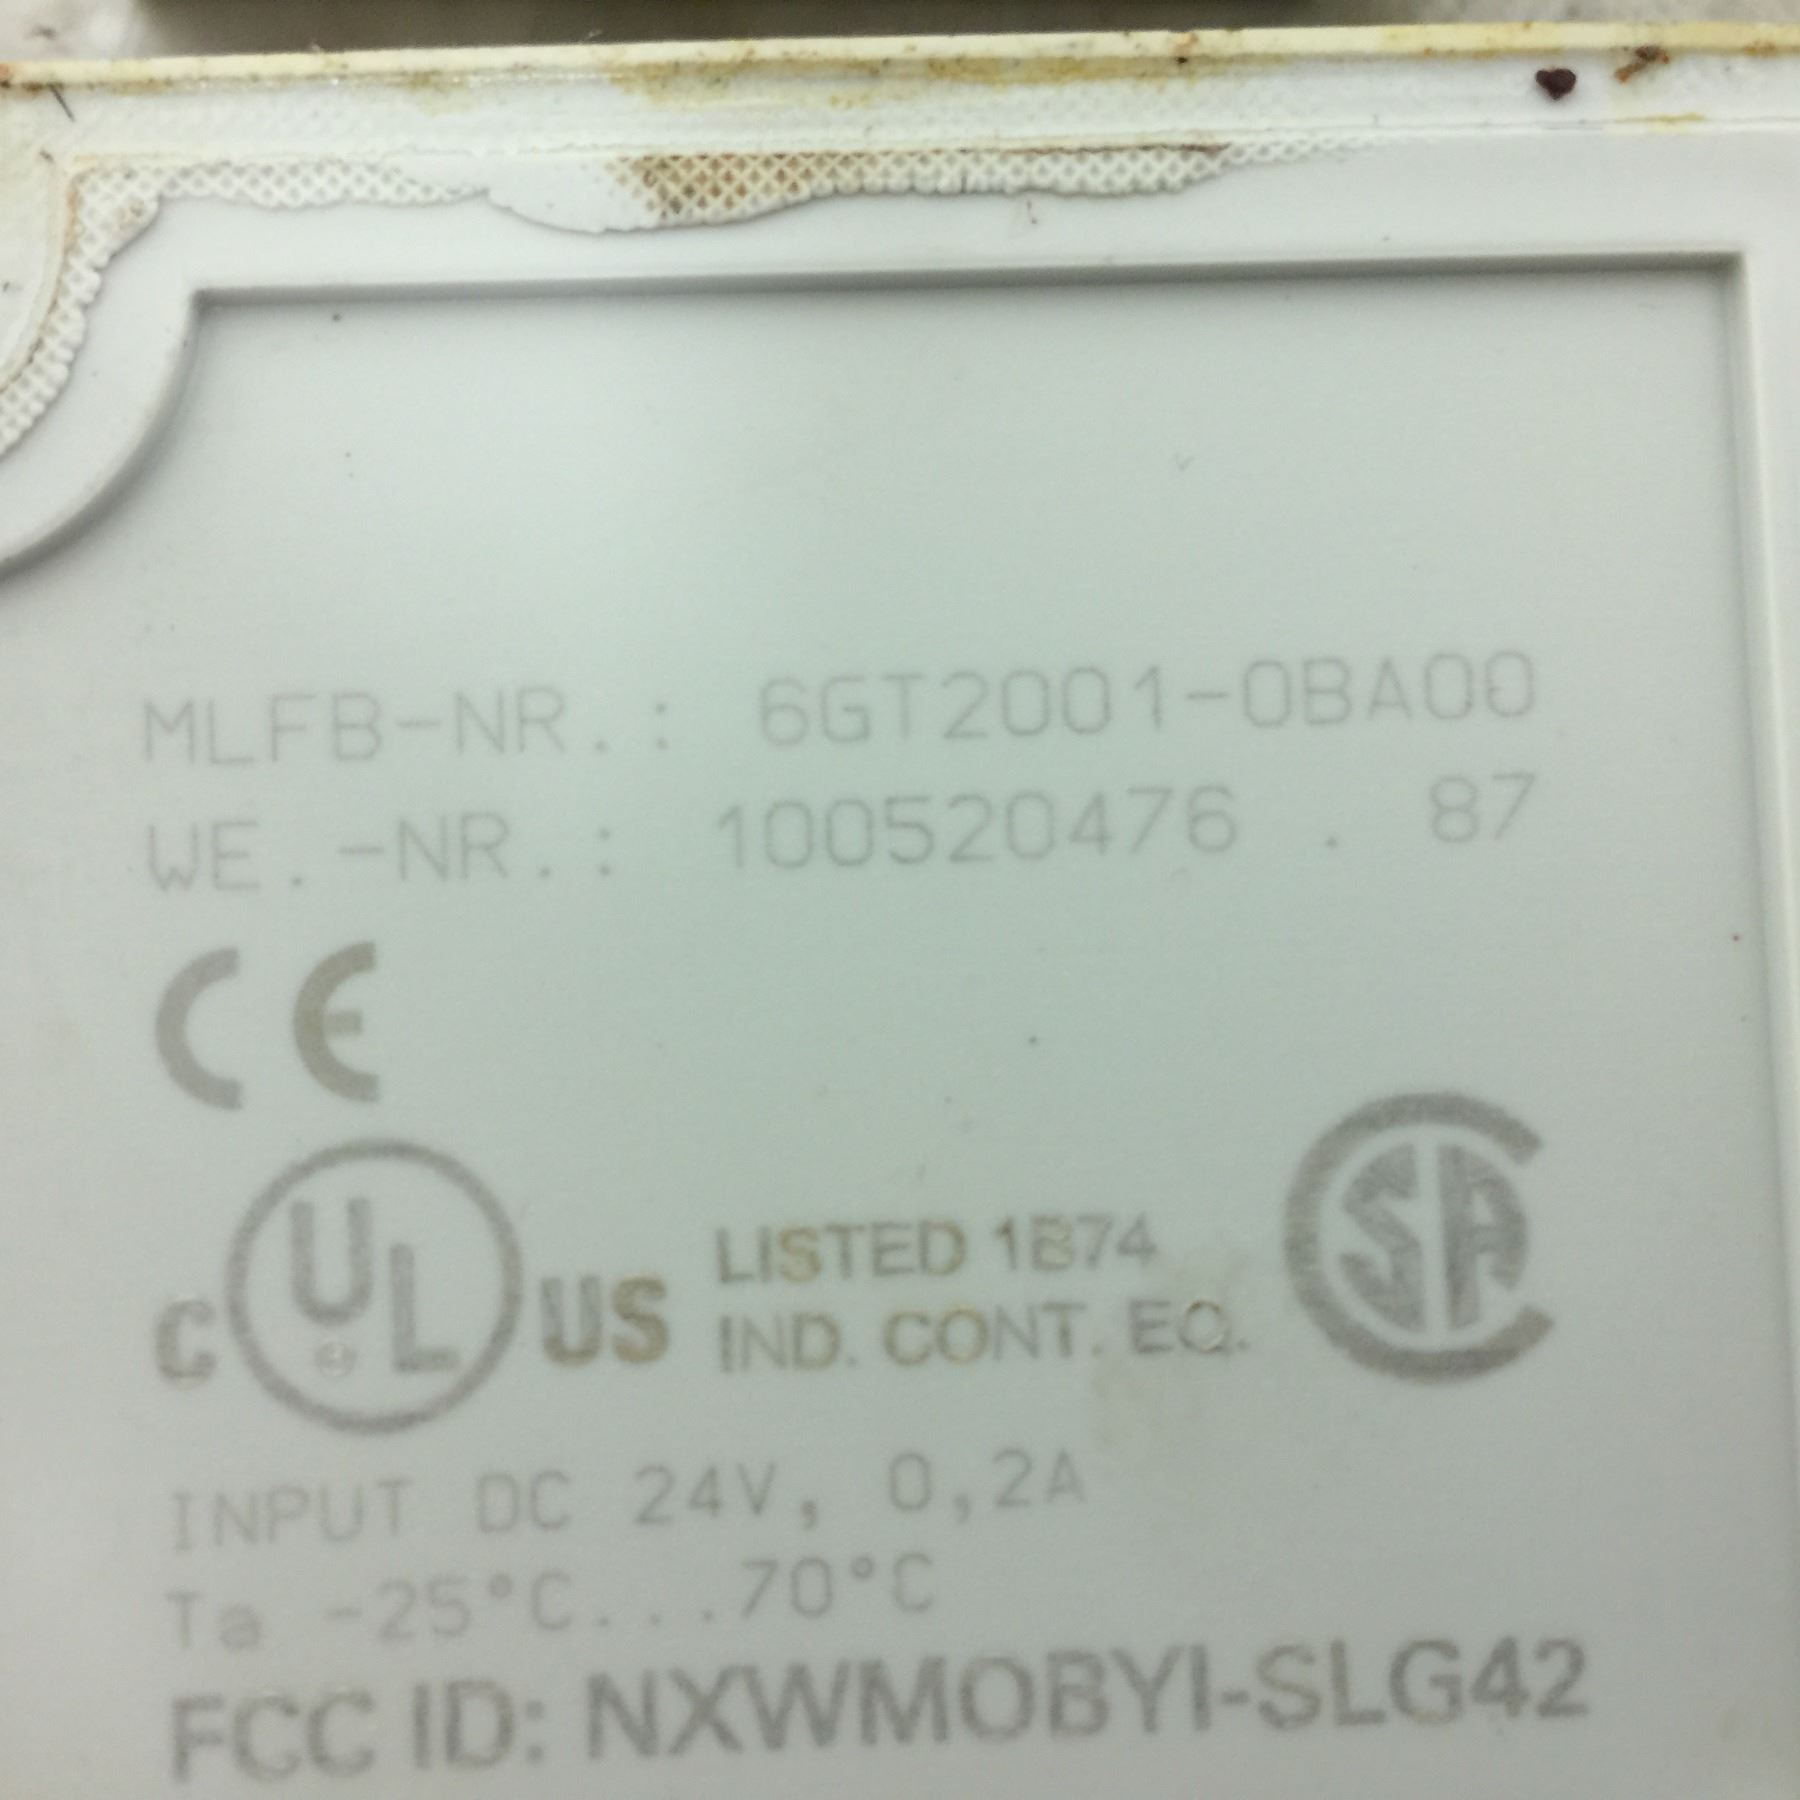 MLFB-NR.: 6GT2001-0BA00
WE.-NR.: 100520476 . 87
CE
C UL US LISTED 1B74
IND. CONT. EQ.
SA
INPUT DC 24V, 0,2A
Ta -25°C...70°C
FCC ID: NXWMOBYI-SLG42